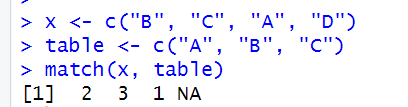 > x <- c("B", "C", "A", "D")
> table <- c("A", "B", "C")
> match(x, table)
[1]  2  3  1 NA